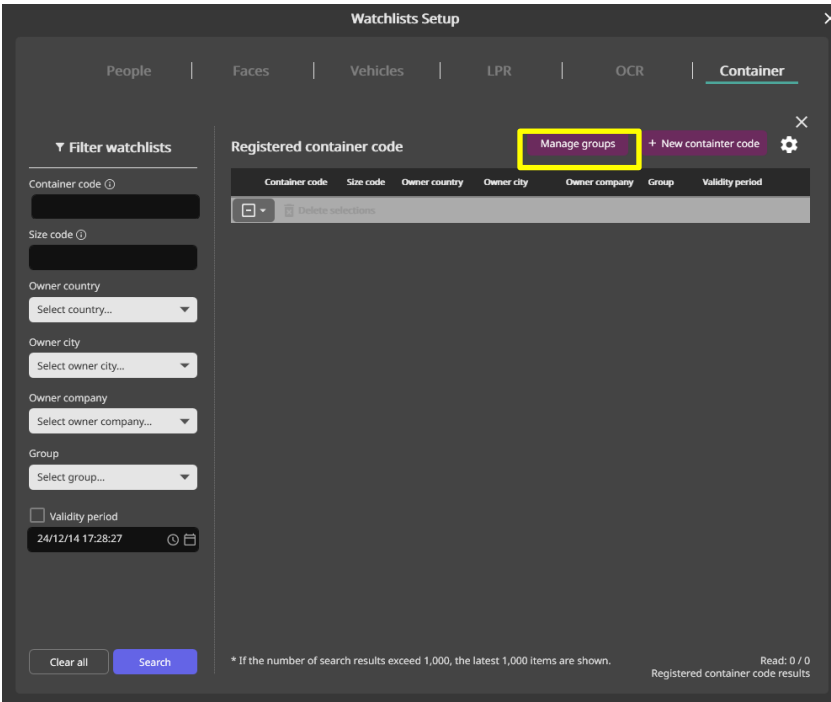 Watchlists Setup
People
Faces
Vehicles
LPR
OCR
Container
Filter watchlists
Container code
Size code
Owner country
Select country...
Owner city
Select owner city...
Owner company
Select owner company...
Group
Select group...
Validity period
24/12/14 17:28:27
Clear all
Search
Registered container code
Manage groups
+ New containter code
Container code Size code Owner country Owner city Owner company Group Validity period
Delete selections
* If the number of search results exceed 1,000, the latest 1,000 items are shown.
Read: 0 / 0
Registered container code results